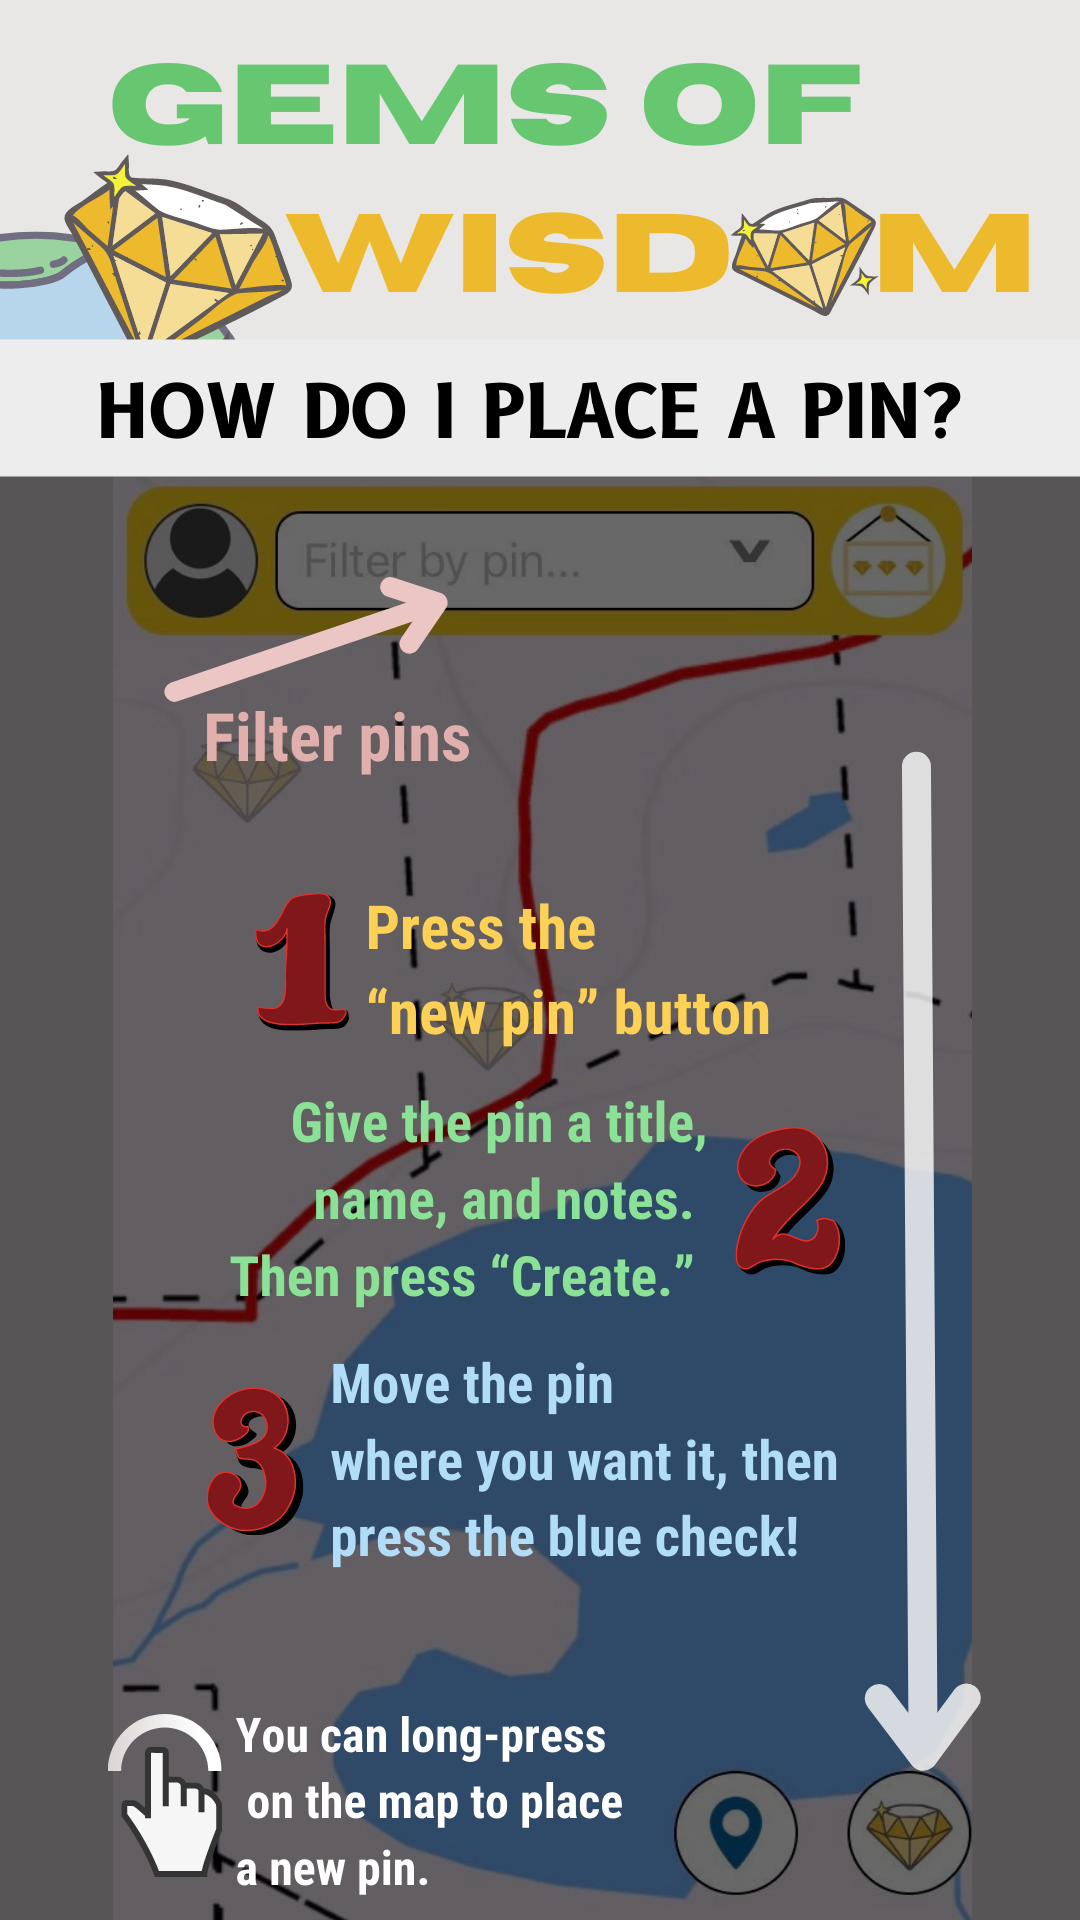 GEMS OF
WISDOM
HOW DO I PLACE A PIN?
Filter by pin...
Filter pins
1 Press the
“new pin” button
Give the pin a title,
name, and notes. 2
Then press “Create.”
Move the pin
3 where you want it, then
press the blue check!
You can long-press
on the map to place
a new pin.